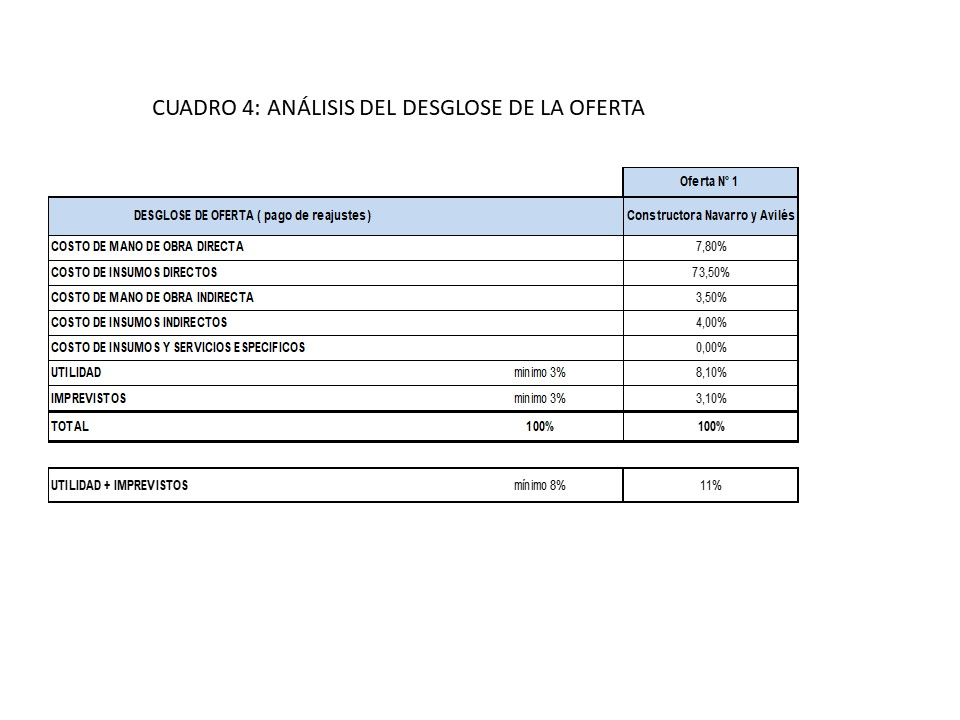 CUADRO 4: ANÁLISIS DEL DESGLOSE DE LA OFERTA
Oferta N° 1
DESGLOSE DE OFERTA ( pago de reajustes ) Constructora Navarro y Avilés
COSTO DE MANO DE OBRA DIRECTA 7,80%
COSTO DE INSUMOS DIRECTOS 73,50%
COSTO DE MANO DE OBRA INDIRECTA 3,50%
COSTO DE INSUMOS INDIRECTOS 4,00%
COSTO DE INSUMOS Y SERVICIOS ESPECIFICOS 0,00%
UTILIDAD minimo 3% 8,10%
IMPREVISTOS minimo 3% 3,10%
TOTAL 100% 100%
UTILIDAD + IMPREVISTOS mínimo 8% 11%